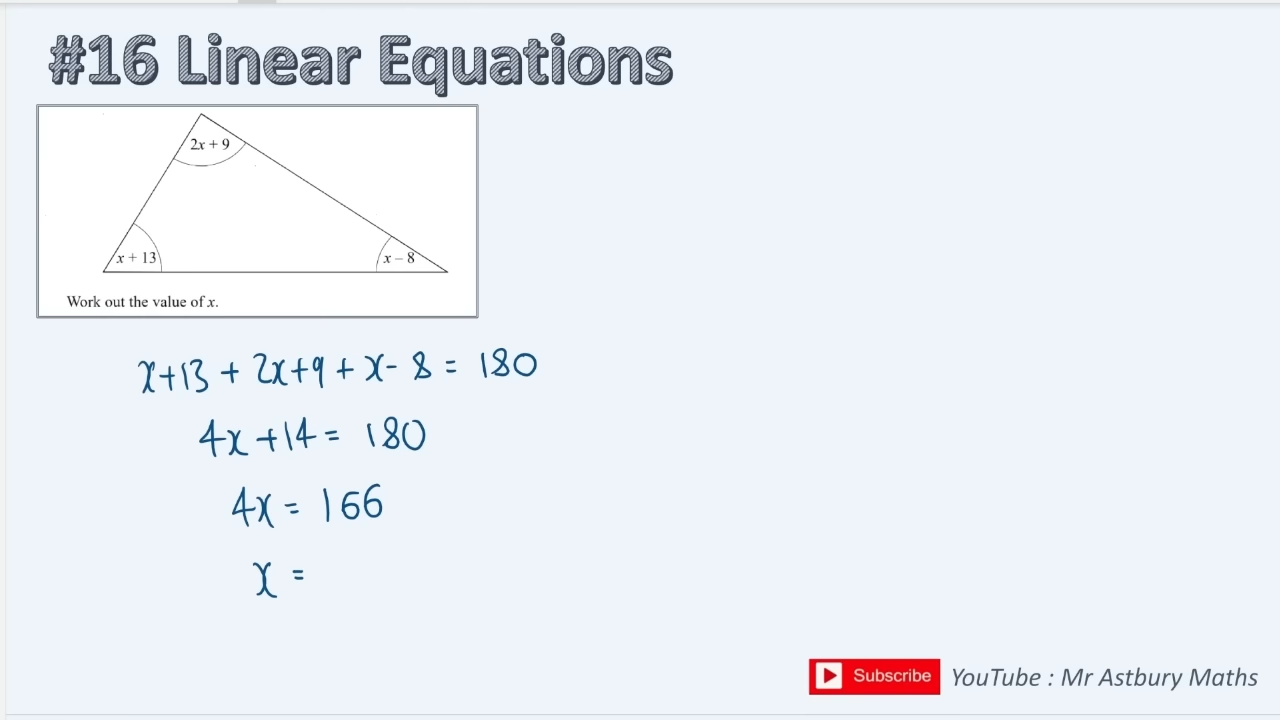 #16 Linear Equations
2x + 9
x + 13
x – 8
Work out the value of x.
x+13 + 2x+9 + x- 8 = 180
4x +14 = 180
4x = 166
x =
Subscribe
YouTube : Mr Astbury Maths